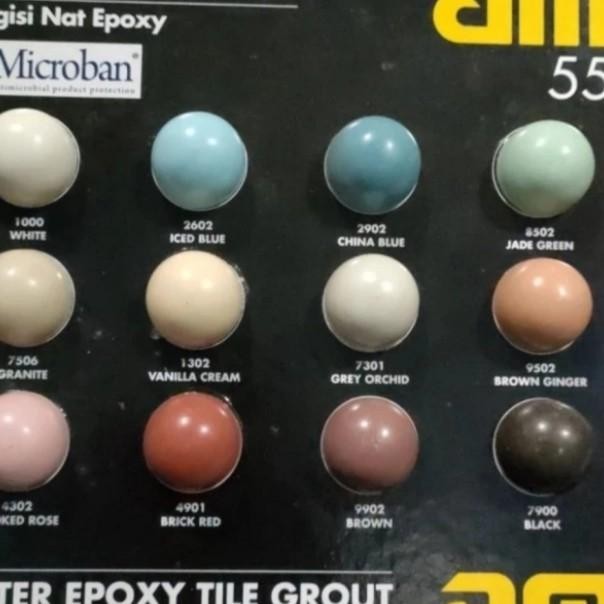 gisi Nat Epoxy
Microban®
antimicrobial product protection
55
1000
WHITE
2602
ICED BLUE
2902
CHINA BLUE
8502
JADE GREEN
7506
GRANITE
1302
VANILLA CREAM
7301
GREY ORCHID
9502
BROWN GINGER
4302
KED ROSE
4901
BRICK RED
9902
BROWN
7900
BLACK
TER EPOXY TILE GROUT